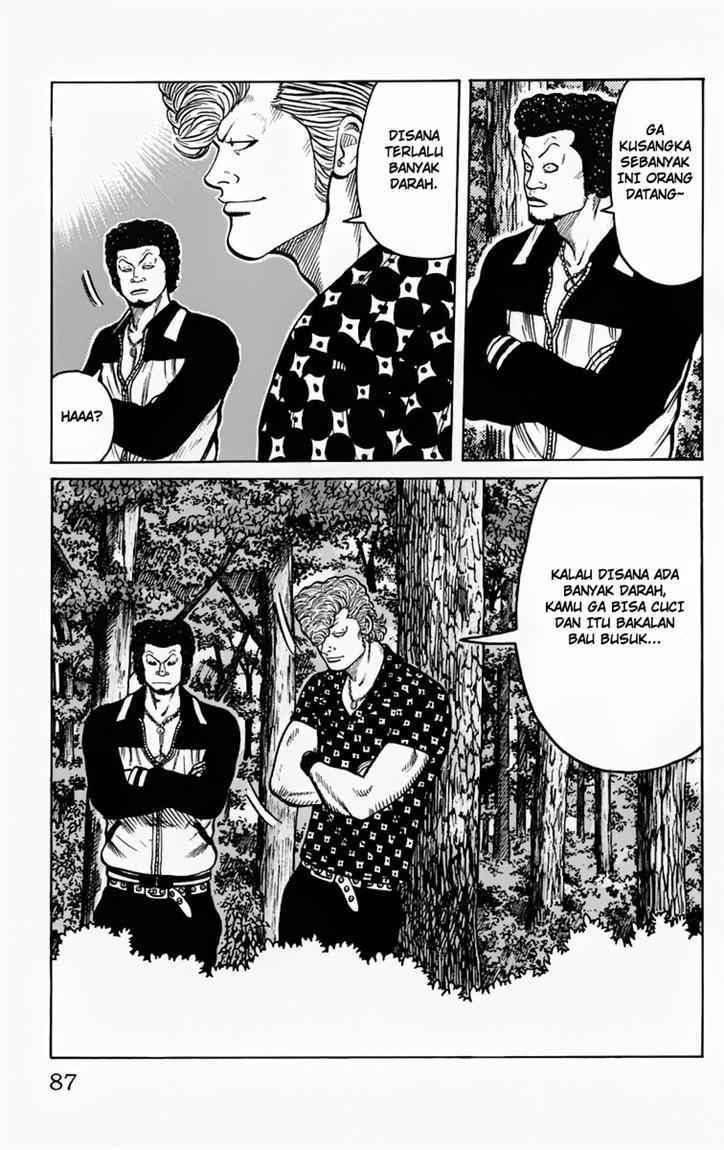 GA
KUSANGKA
SEBANYAK
INI ORANG
DATANG~
DISANA
TERLALU
BANYAK
DARAH.
HAAA?
KALAU DISANA ADA
BANYAK DARAH,
KAMU GA BISA CUCI
DAN ITU BAKALAN
BAU BUSUK...
87